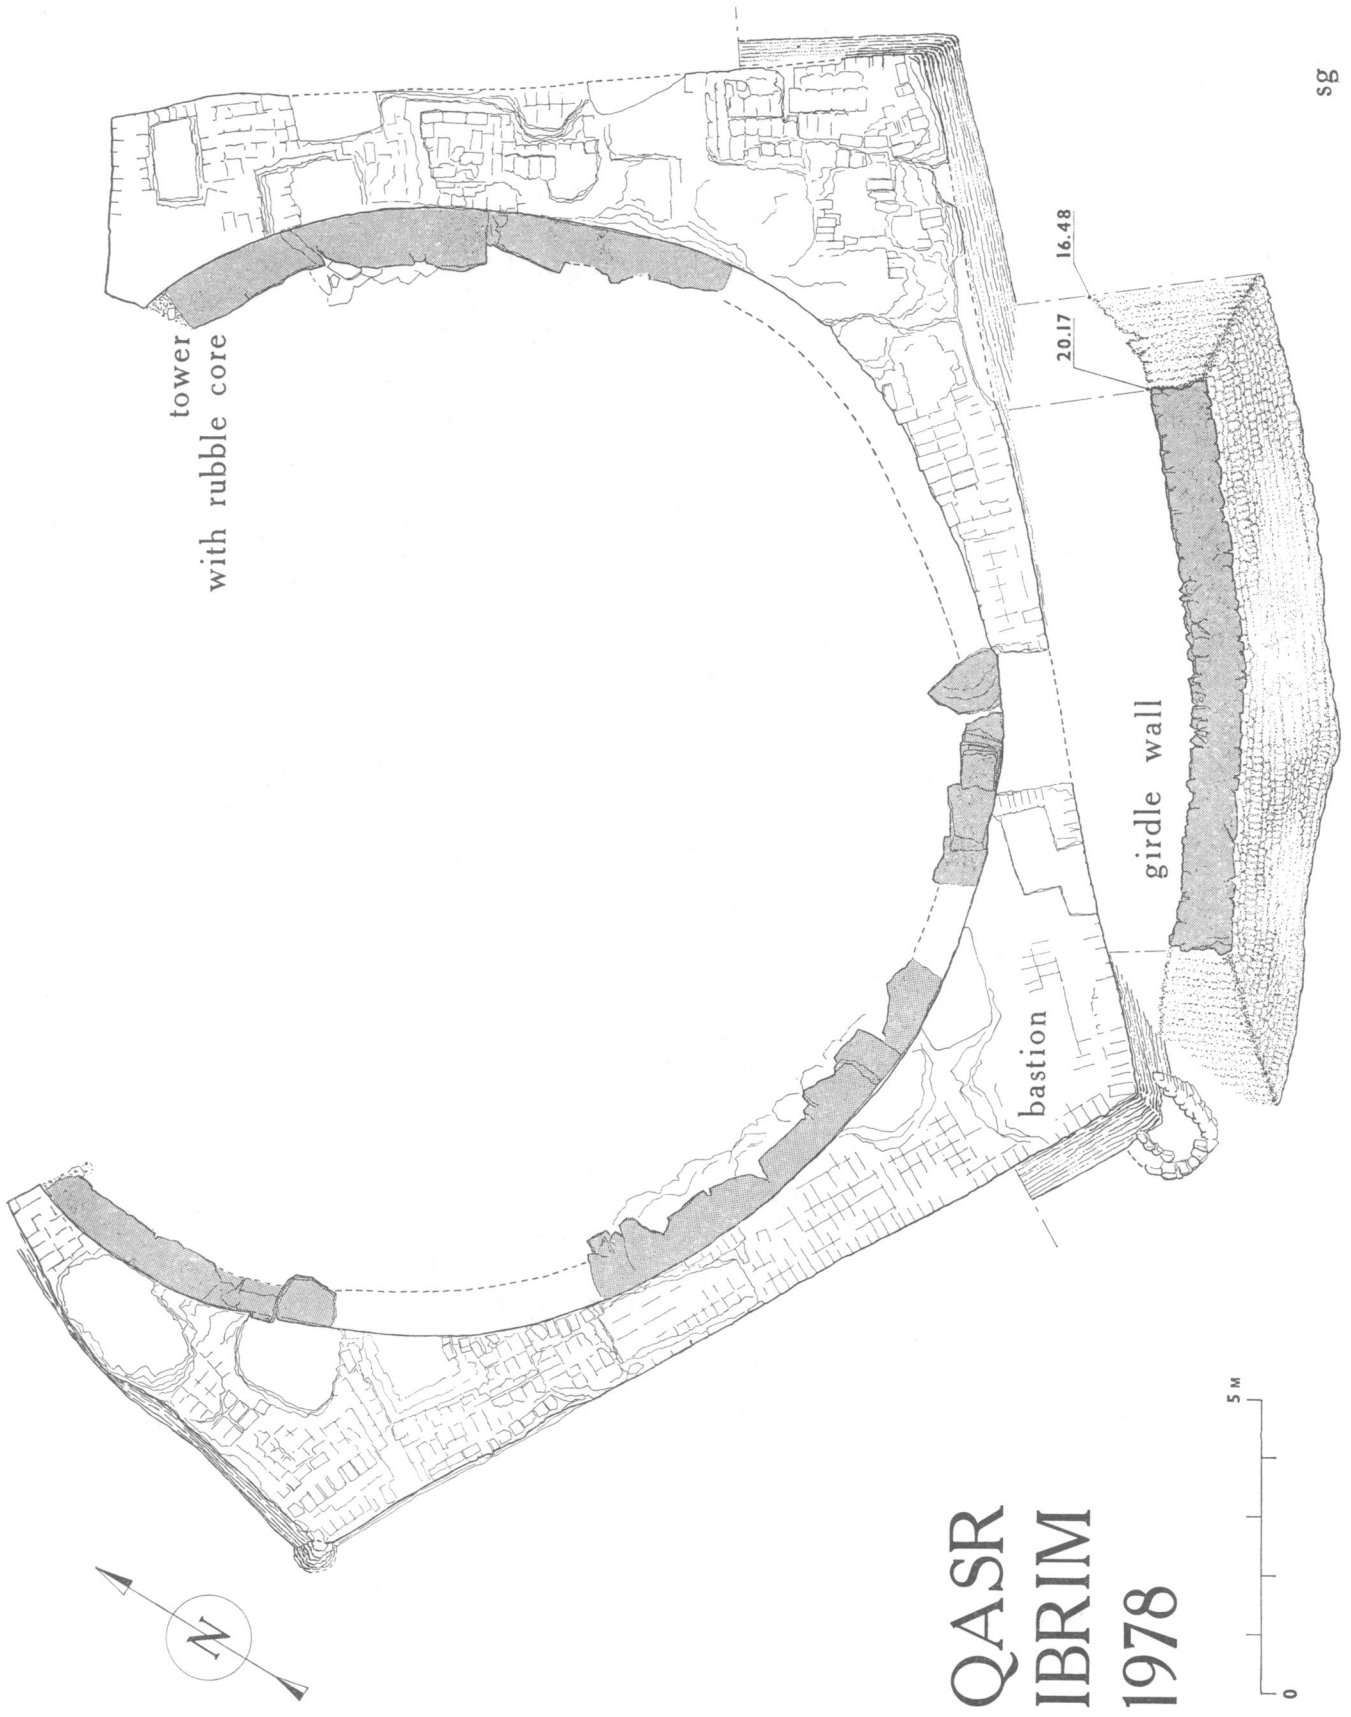 tower
with rubble core
16.48
20.17
girdle wall
bastion
N
QASR
IBRIM
1978
0
5 M
sg